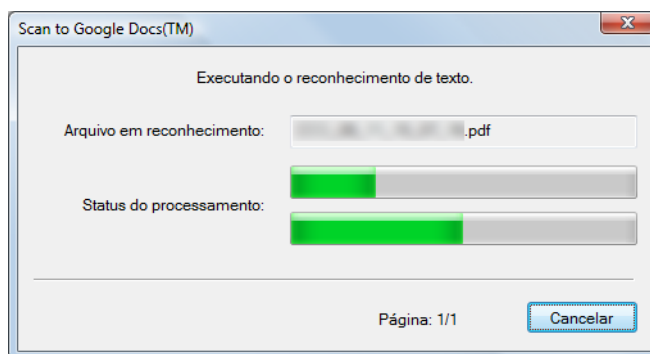 Scan to Google Docs(TM)
Executando o reconhecimento de texto.
Arquivo em reconhecimento: .pdf
Status do processamento:
Página: 1/1 Cancelar